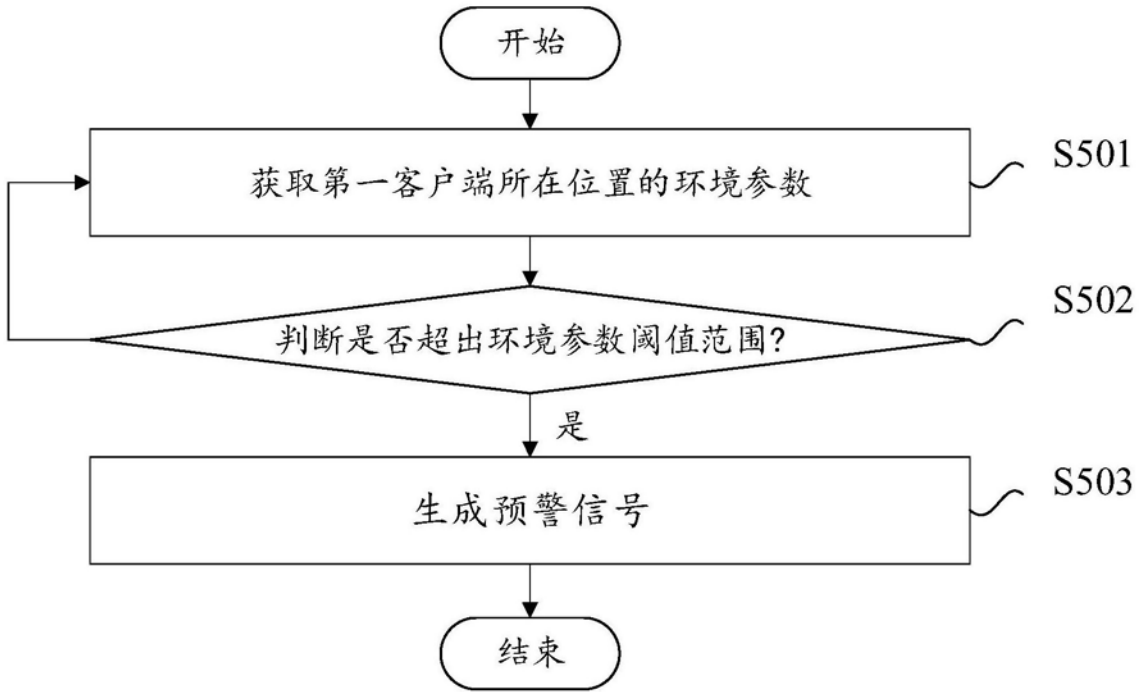 开始
获取第一客户端所在位置的环境参数
S501
判断是否超出环境参数阈值范围?
S502
是
生成预警信号
S503
结束